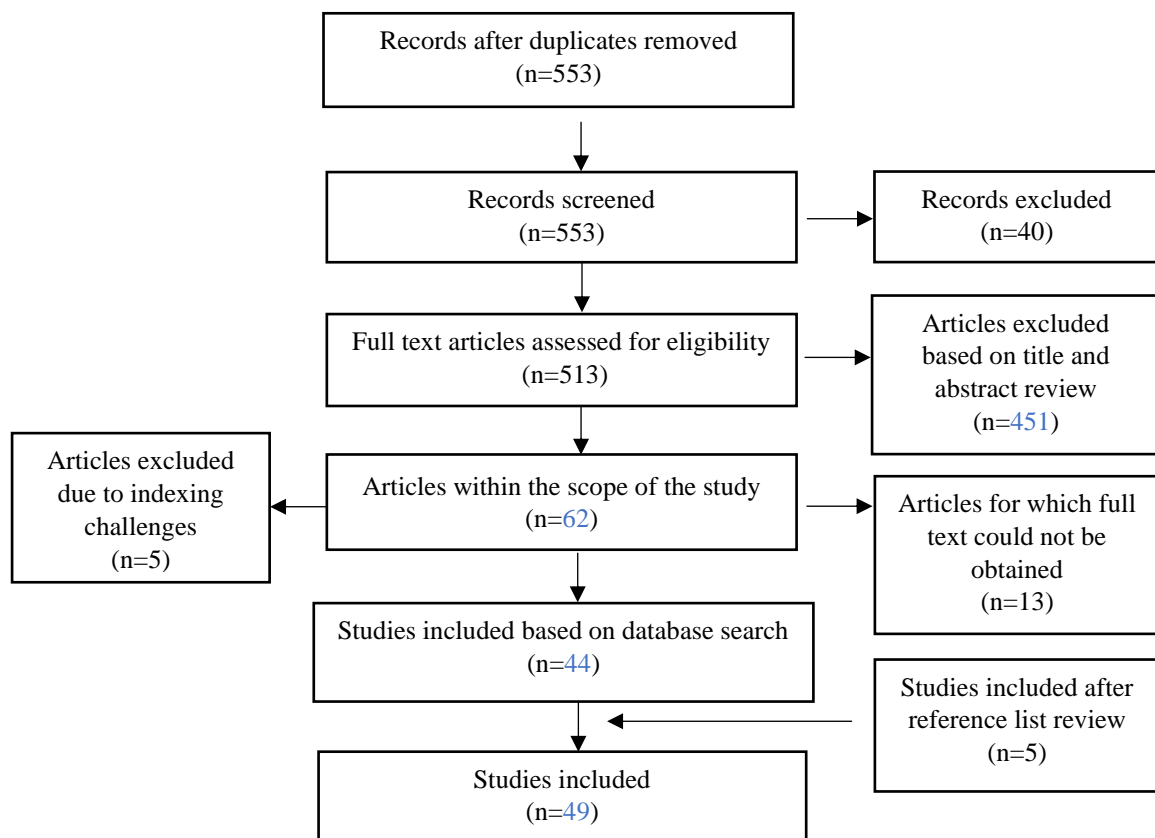 Records after duplicates removed
(n=553)
Records screened
(n=553)
Records excluded
(n=40)
Full text articles assessed for eligibility
(n=513)
Articles excluded
based on title and
abstract review
(n=451)
Articles excluded
due to indexing
challenges
(n=5)
Articles within the scope of the study
(n=62)
Articles for which full
text could not be
obtained
(n=13)
Studies included based on database search
(n=44)
Studies included after
reference list review
(n=5)
Studies included
(n=49)